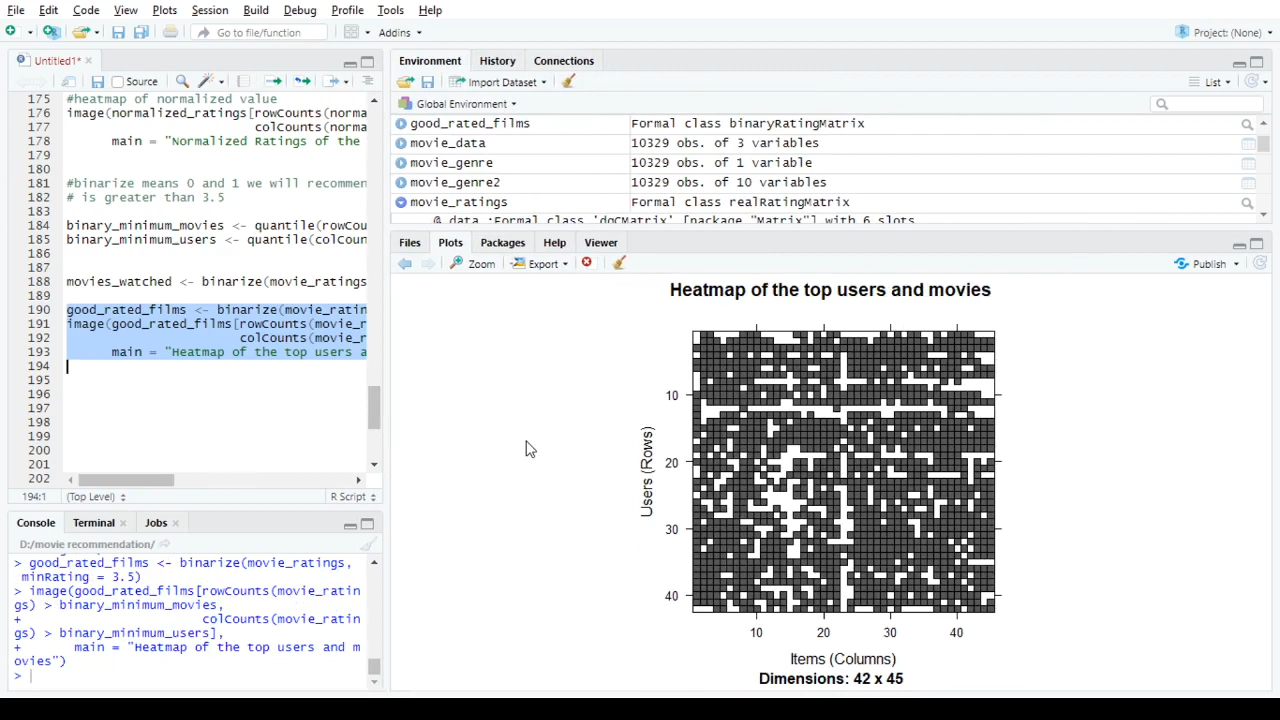 File Edit Code View Plots Session Build Debug Profile Tools Help
Go to file/function Addins Project: (None)
Untitled1*
Source
175 #heatmap of normalized value
176 image(normalized_ratings[rowCounts(norma
177 colCounts(norma
178 main = "Normalized Ratings of the
179
180
181 #binarize means 0 and 1 we will recommen
182 # is greater than 3.5
183
184 binary_minimum_movies <- quantile(rowCou
185 binary_minimum_users <- quantile(colCoun
186
187
188 movies_watched <- binarize(movie_ratings
189
190 good_rated_films <- binarize(movie_ratin
191 image(good_rated_films[rowCounts(movie_r
192 colCounts(movie_r
193 main = "Heatmap of the top users a
194
195
196
197
198
199
200
201
202
194:1 (Top Level) R Script
Console Terminal Jobs
D:/movie recommendation/
> good_rated_films <- binarize(movie_ratings,
minRating = 3.5)
> image(good_rated_films[rowCounts(movie_ratin
gs) > binary_minimum_movies,
+ colCounts(movie_ratin
gs) > binary_minimum_users],
+ main = "Heatmap of the top users and m
ovies")
>
Environment History Connections
Import Dataset List
Global Environment
good_rated_films Formal class binaryRatingMatrix
movie_data 10329 obs. of 3 variables
movie_genre 10329 obs. of 1 variable
movie_genre2 10329 obs. of 10 variables
movie_ratings Formal class realRatingMatrix
@ data :Formal class 'dgCMatrix' [package "Matrix"] with 6 slots
Files Plots Packages Help Viewer
Zoom Export Publish
Heatmap of the top users and movies
10
20
30
40
Users (Rows)
10 20 30 40
Items (Columns)
Dimensions: 42 x 45